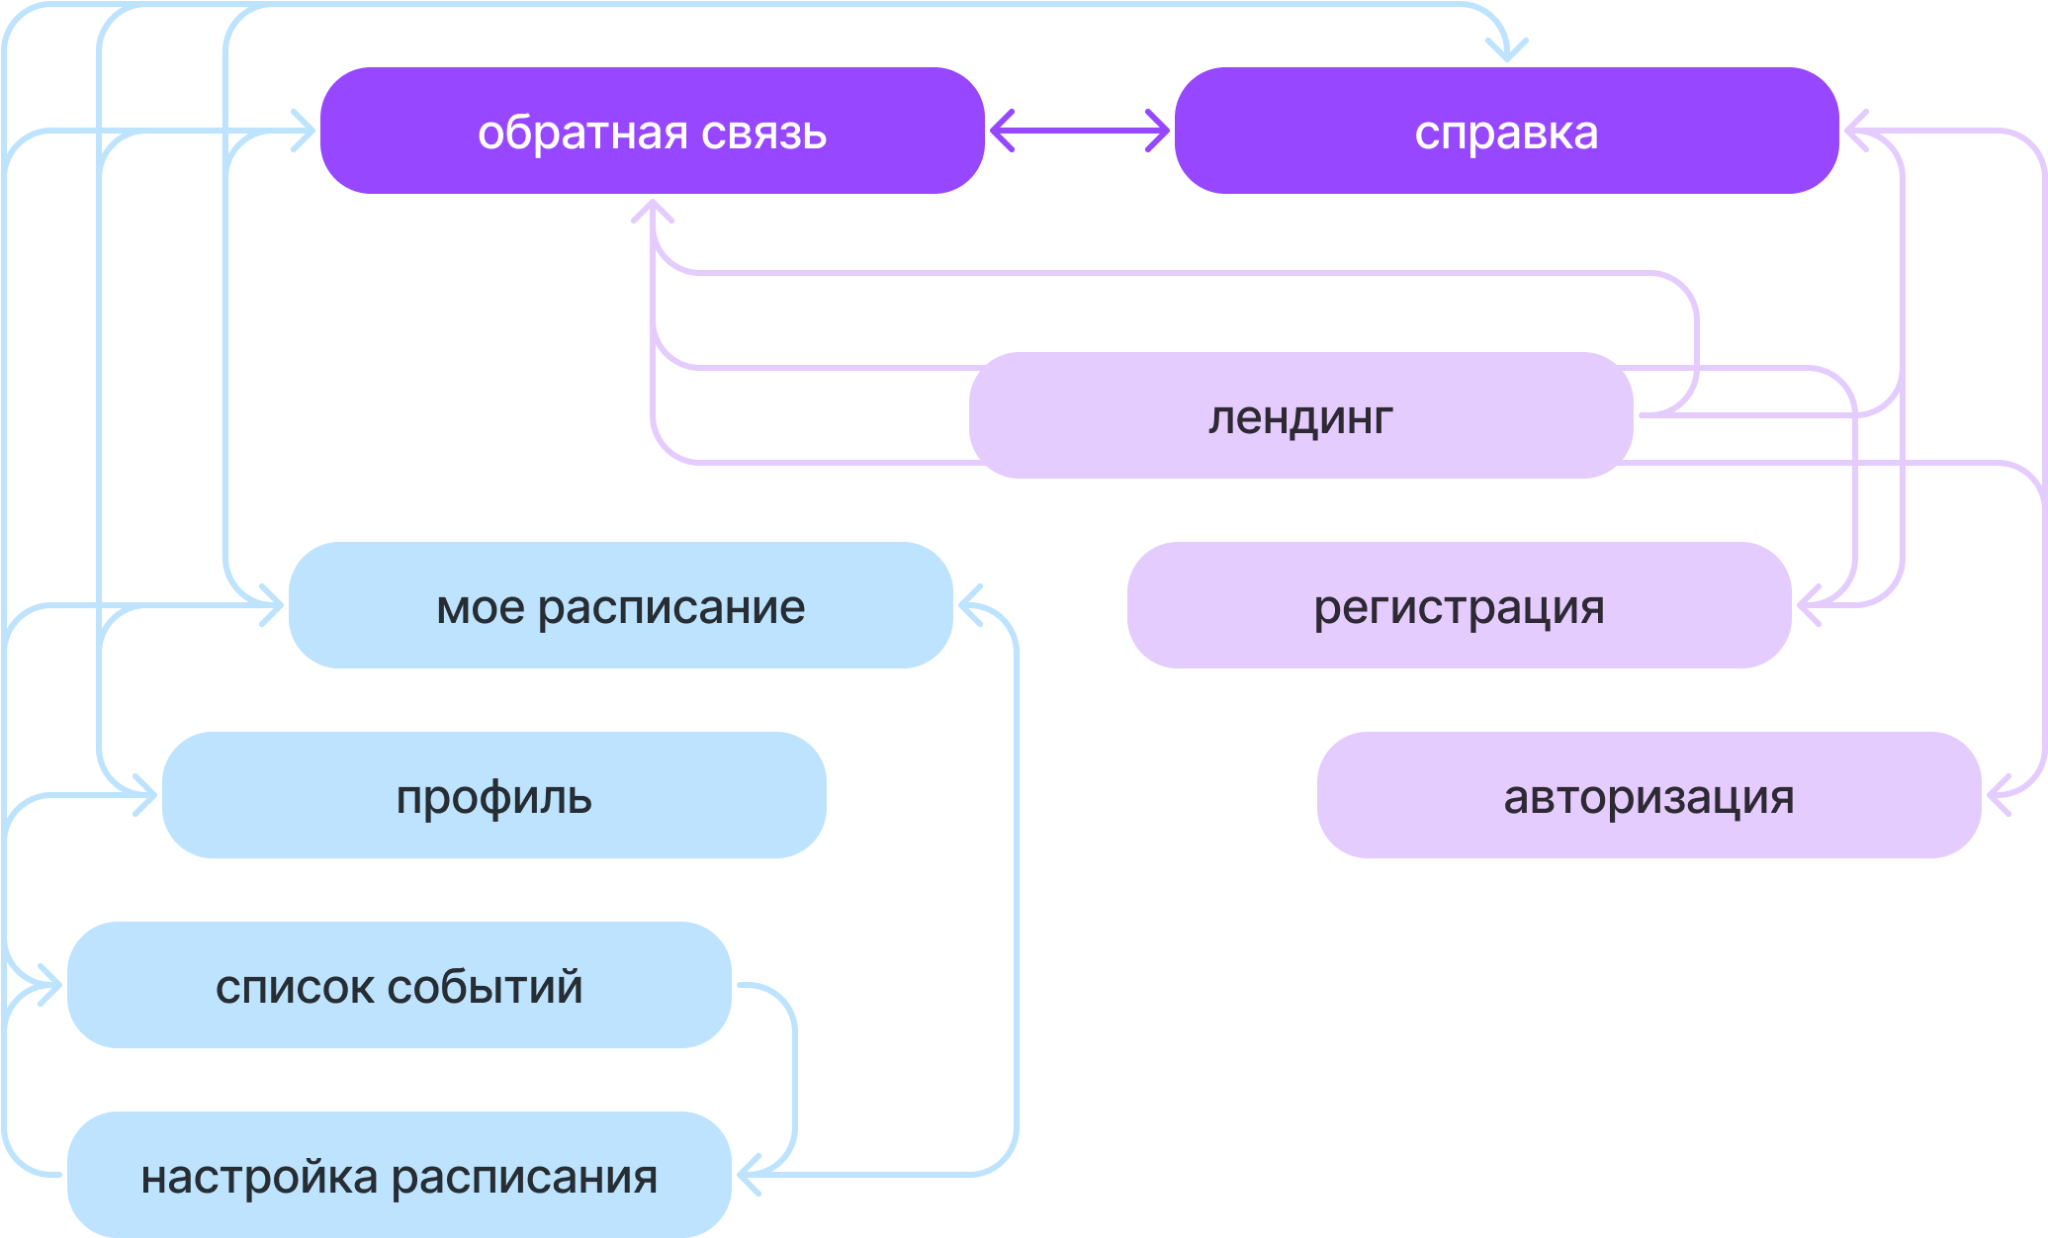 обратная связь
справка
лендинг
мое расписание
регистрация
профиль
авторизация
список событий
настройка расписания